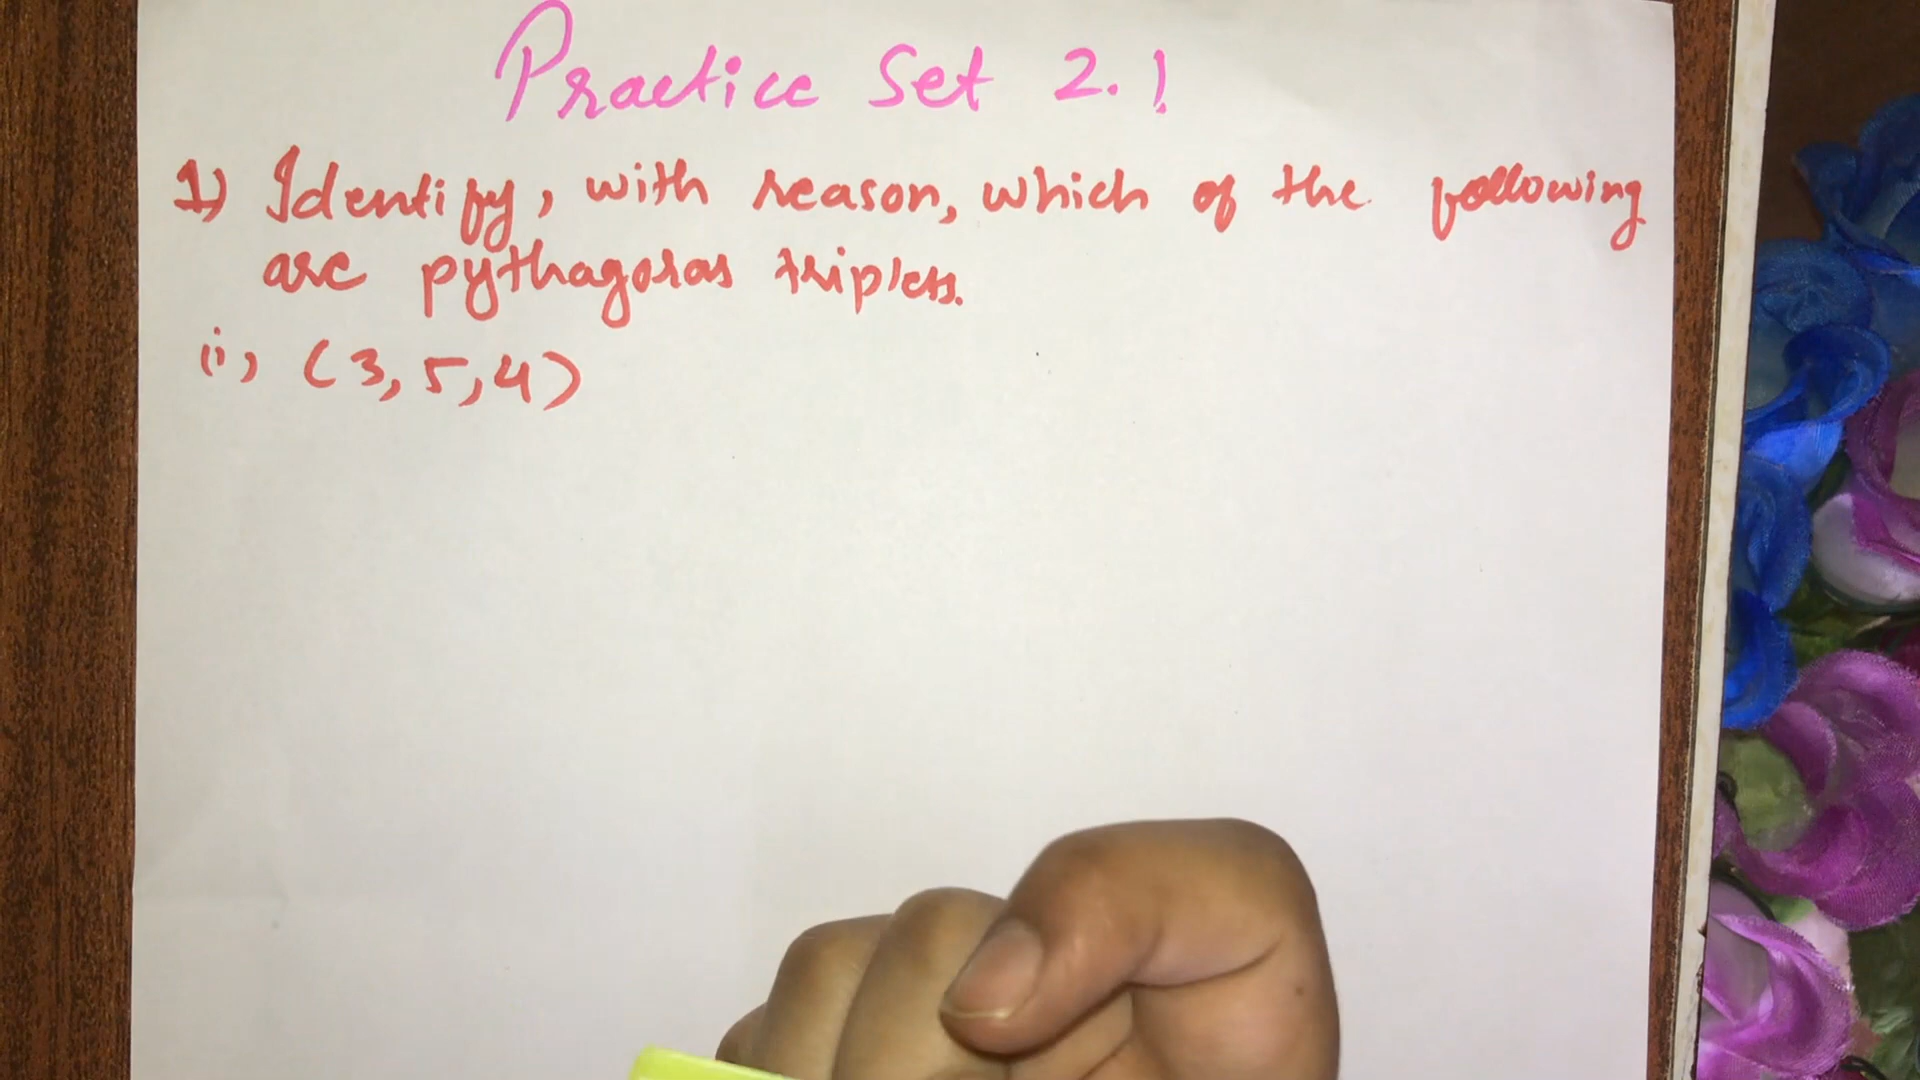 Practice Set 2.1
1) Identify, with reason, which of the following
are pythagoras triplets.
(i), (3, 5, 4)